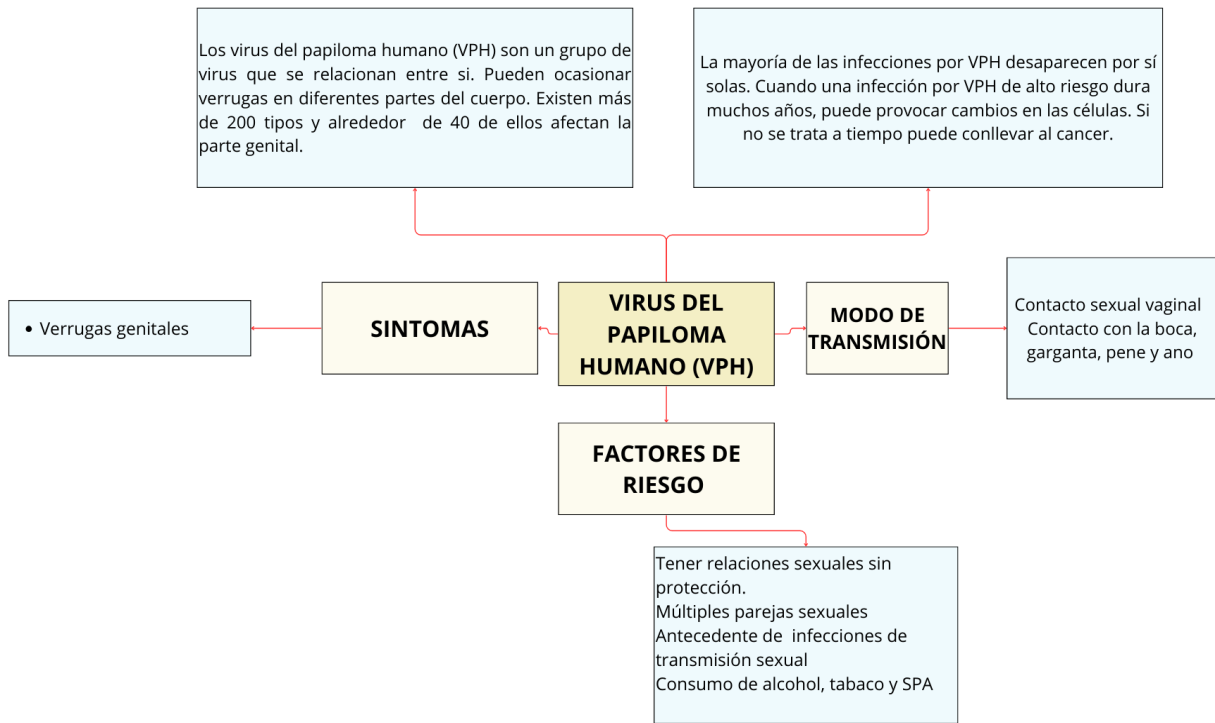 Los virus del papiloma humano (VPH) son un grupo de
virus que se relacionan entre si. Pueden ocasionar
verrugas en diferentes partes del cuerpo. Existen más
de 200 tipos y alrededor de 40 de ellos afectan la
parte genital.
La mayoría de las infecciones por VPH desaparecen por sí
solas. Cuando una infección por VPH de alto riesgo dura
muchos años, puede provocar cambios en las células. Si
no se trata a tiempo puede conllevar al cancer.
• Verrugas genitales
SINTOMAS
VIRUS DEL
PAPILOMA
HUMANO (VPH)
MODO DE
TRANSMISIÓN
Contacto sexual vaginal
Contacto con la boca,
garganta, pene y ano
FACTORES DE
RIESGO
Tener relaciones sexuales sin
protección.
Múltiples parejas sexuales
Antecedente de infecciones de
transmisión sexual
Consumo de alcohol, tabaco y SPA